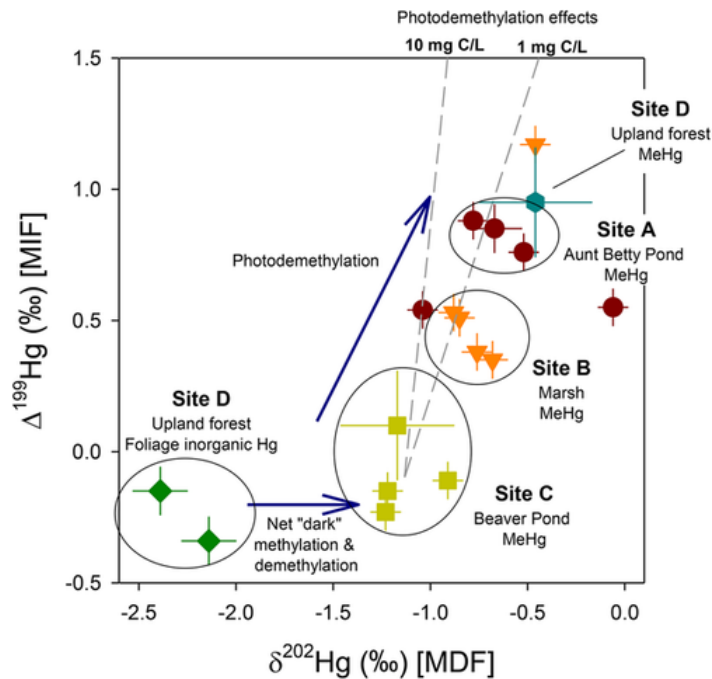 Photodemethylation effects
10 mg C/L
1 mg C/L
1.5
1.0
0.5
0.0
-0.5
Δ¹⁹⁹Hg (‰) [MIF]
Site D
Upland forest
MeHg
Site A
Aunt Betty Pond
MeHg
Photodemethylation
Site B
Marsh
MeHg
Site D
Upland forest
Foliage inorganic Hg
Site C
Beaver Pond
MeHg
Net "dark"
methylation &
demethylation
-2.5
-2.0
-1.5
-1.0
-0.5
0.0
δ²⁰²Hg (‰) [MDF]